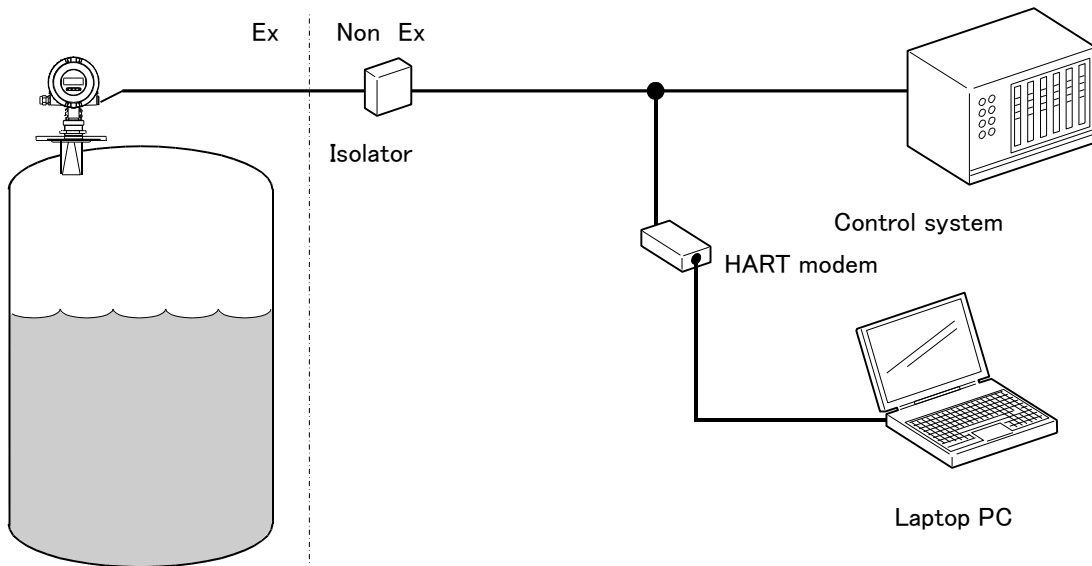 Ex Non Ex
Isolator
Control system
HART modem
Laptop PC